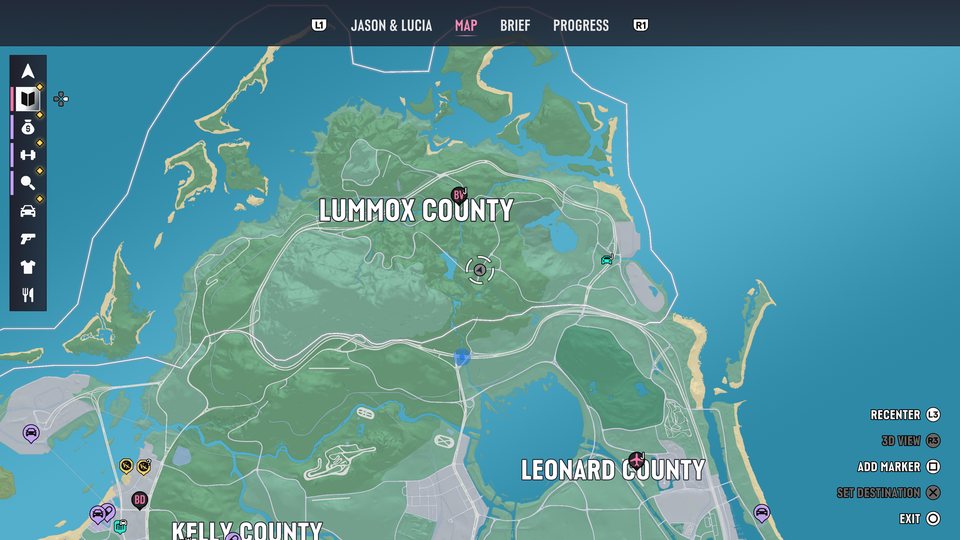 L1 JASON & LUCIA MAP BRIEF PROGRESS R1
BV J
LUMMOX COUNTY
LEONARD COUNTY
BD
KELLY COUNTY
RECENTER L3
3D VIEW R3
ADD MARKER
SET DESTINATION
EXIT